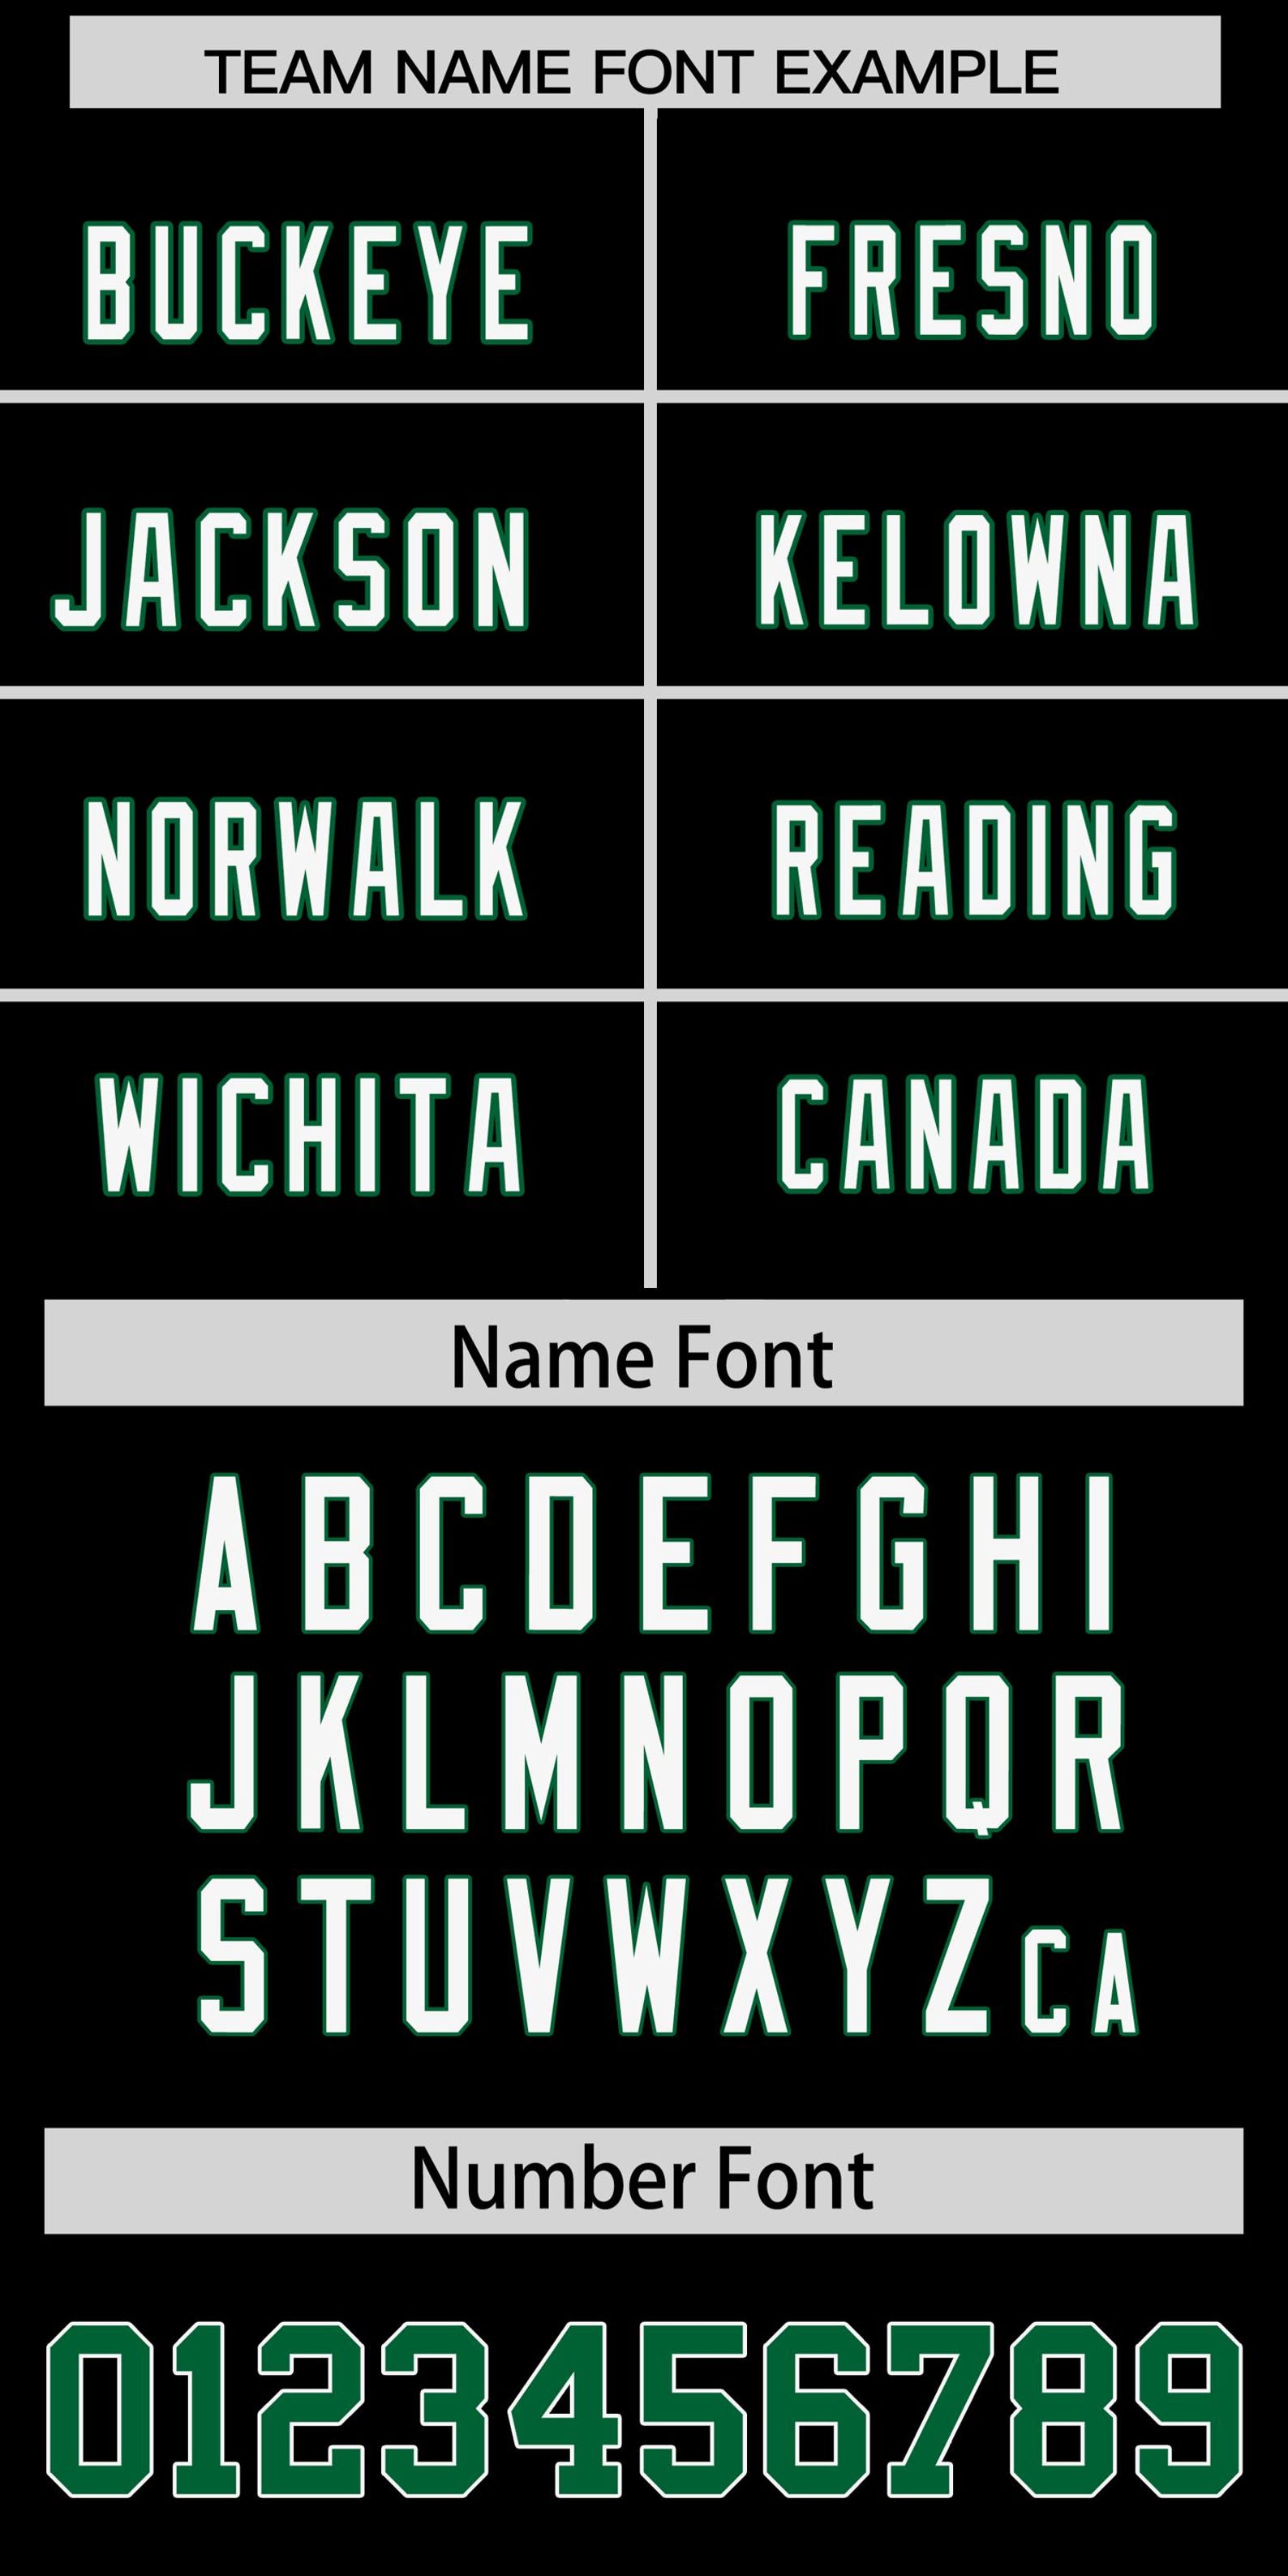 TEAM NAME FONT EXAMPLE
BUCKEYE
FRESNO
JACKSON
KELOWNA
NORWALK
READING
WICHITA
CANADA
Name Font
ABCDEFGHI
JKLMNOPQR
STUVWXYZCA
Number Font
0123456789